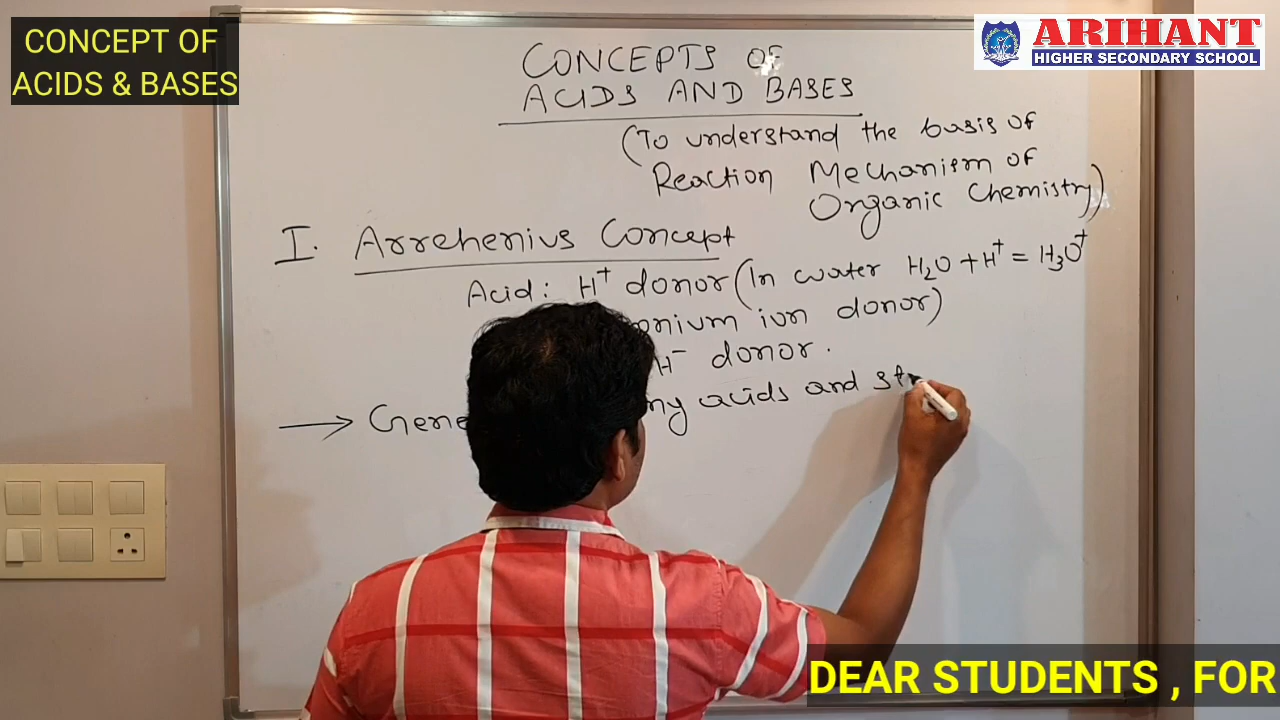 CONCEPT OF
ACIDS & BASES
ARIHANT
HIGHER SECONDARY SCHOOL
CONCEPTS OF
ACIDS AND BASES
(To understand the basis of
Reaction Mechanism of
Organic Chemistry)
I. Arrehenius Concept
Acid: H⁺ donor (In water H₂O + H⁺ = H₃O⁺
onium ion donor)
H⁻ donor.
→ Gene ny acids and st
DEAR STUDENTS , FOR